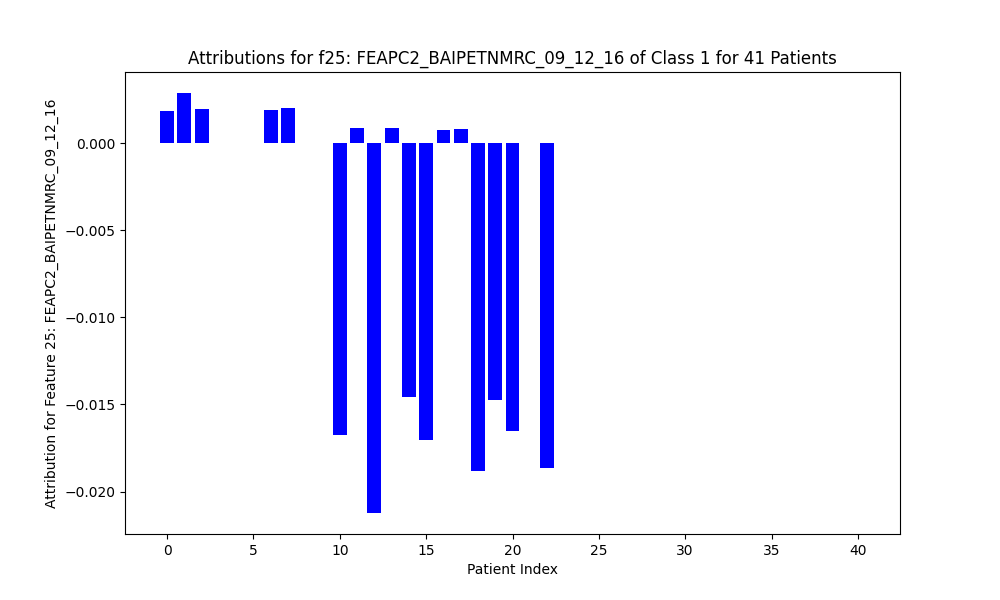 Attributions for f25: FEAPC2_BAIPETNMRC_09_12_16 of Class 1 for 41 Patients
Attribution for Feature 25: FEAPC2_BAIPETNMRC_09_12_16
0.000
−0.005
−0.010
−0.015
−0.020
0 5 10 15 20 25 30 35 40
Patient Index